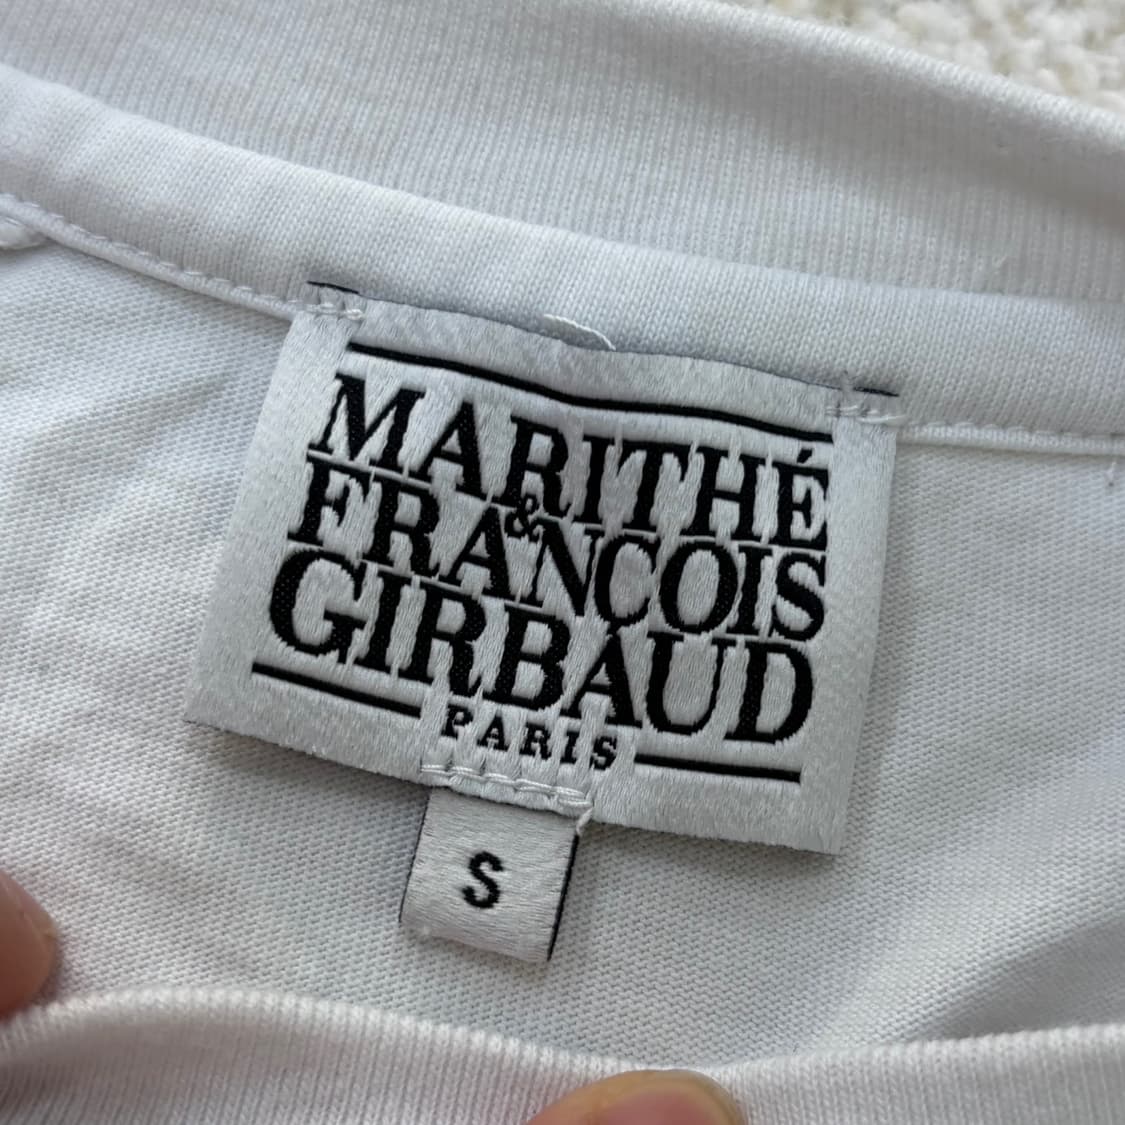 MARITHÉ
&
FRANCOIS
GIRBAUD
PARIS
S